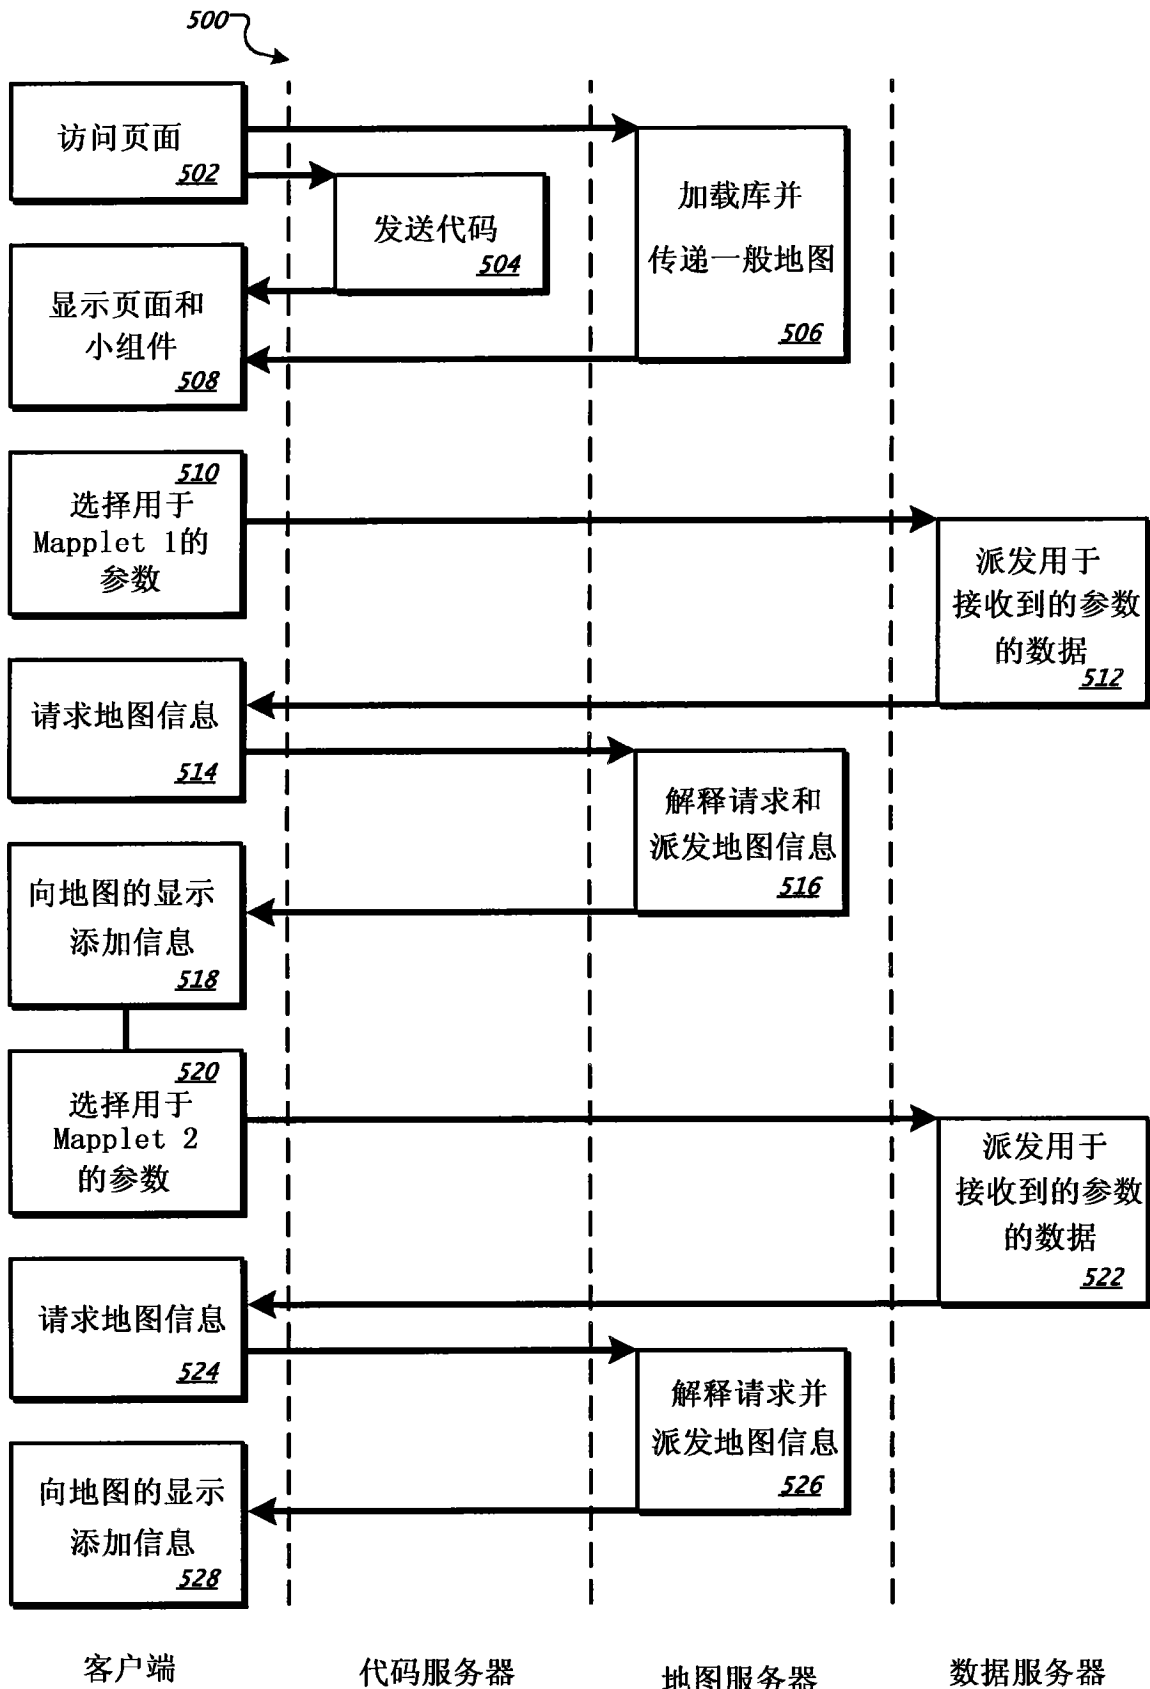 500
访问页面
502
发送代码
504
加载库并
传递一般地图
506
显示页面和
小组件
508
510
选择用于
Mapplet 1的
参数
派发用于
接收到的参数
的数据
512
请求地图信息
514
解释请求和
派发地图信息
516
向地图的显示
添加信息
518
520
选择用于
Mapplet 2
的参数
派发用于
接收到的参数
的数据
522
请求地图信息
524
解释请求并
派发地图信息
526
向地图的显示
添加信息
528
客户端
代码服务器
地图服务器
数据服务器